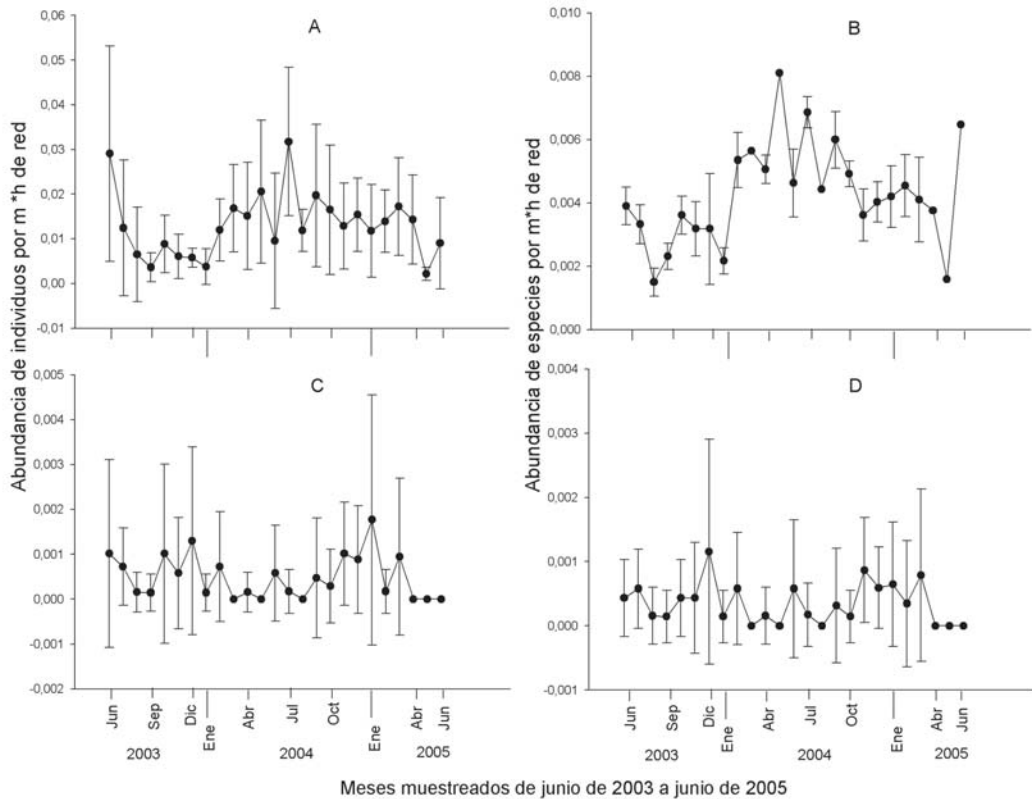 A
0,06
0,05
0,04
0,03
0,02
0,01
0,00
-0,01
B
0,010
0,008
0,006
0,004
0,002
0,000
Abundancia de individuos por m *h de red
Abundancia de especies por m*h de red
C
0,005
0,004
0,003
0,002
0,001
0,000
-0,001
-0,002
D
0,004
0,003
0,002
0,001
0,000
-0,001
Jun Sep Dic Ene Abr Jul Oct Ene Abr Jun
2003 2004 2005
Jun Sep Dic Ene Abr Jul Oct Ene Abr Jun
2003 2004 2005
Meses muestreados de junio de 2003 a junio de 2005